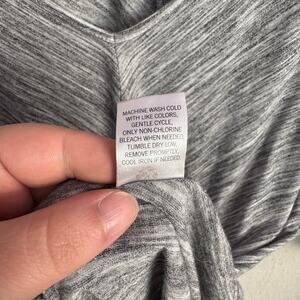 MACHINE WASH COLD
WITH LIKE COLORS,
GENTLE CYCLE,
ONLY NON-CHLORINE
BLEACH WHEN NEEDED,
TUMBLE DRY LOW,
REMOVE PROMPTLY,
COOL IRON IF NEEDED.